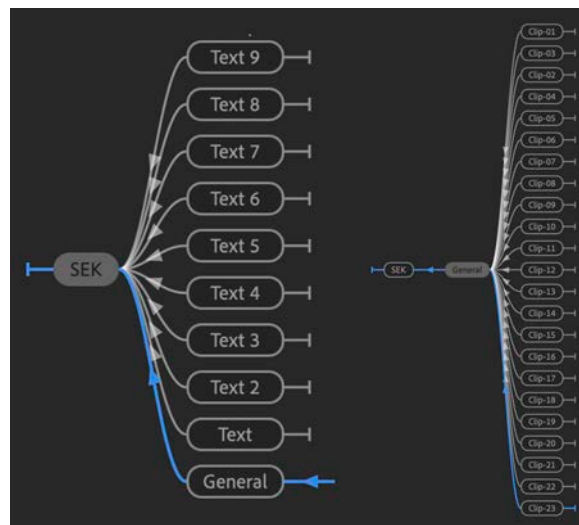 Text 9
Text 8
Text 7
Text 6
SEK
Text 5
Text 4
Text 3
Text 2
Text
General
Clip-01
Clip-03
Clip-02
Clip-04
Clip-05
Clip-06
Clip-07
Clip-08
Clip-09
Clip-10
Clip-11
SEK General Clip-12
Clip-13
Clip-14
Clip-15
Clip-16
Clip-17
Clip-18
Clip-19
Clip-20
Clip-21
Clip-22
Clip-23